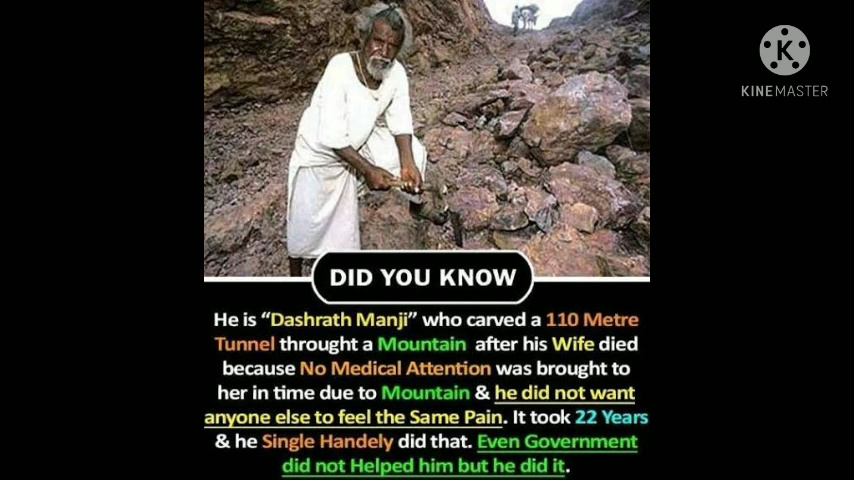 K
KINEMASTER
DID YOU KNOW
He is “Dashrath Manji” who carved a 110 Metre
Tunnel throught a Mountain after his Wife died
because No Medical Attention was brought to
her in time due to Mountain & he did not want
anyone else to feel the Same Pain. It took 22 Years
& he Single Handely did that. Even Government
did not Helped him but he did it.